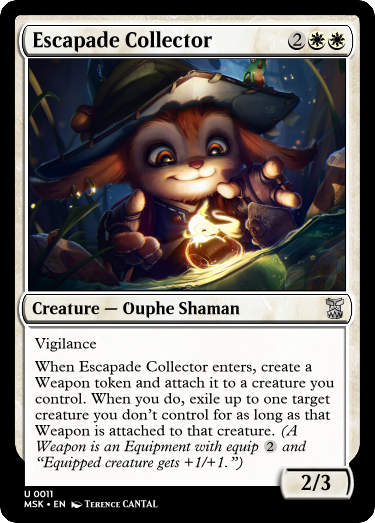 Escapade Collector 2
Creature — Ouphe Shaman
Vigilance
When Escapade Collector enters, create a
Weapon token and attach it to a creature you
control. When you do, exile up to one target
creature you don't control for as long as that
Weapon is attached to that creature. (A
Weapon is an Equipment with equip 2 and
“Equipped creature gets +1/+1.”)
2/3
U 0011
MSK • EN Terence CANTAL